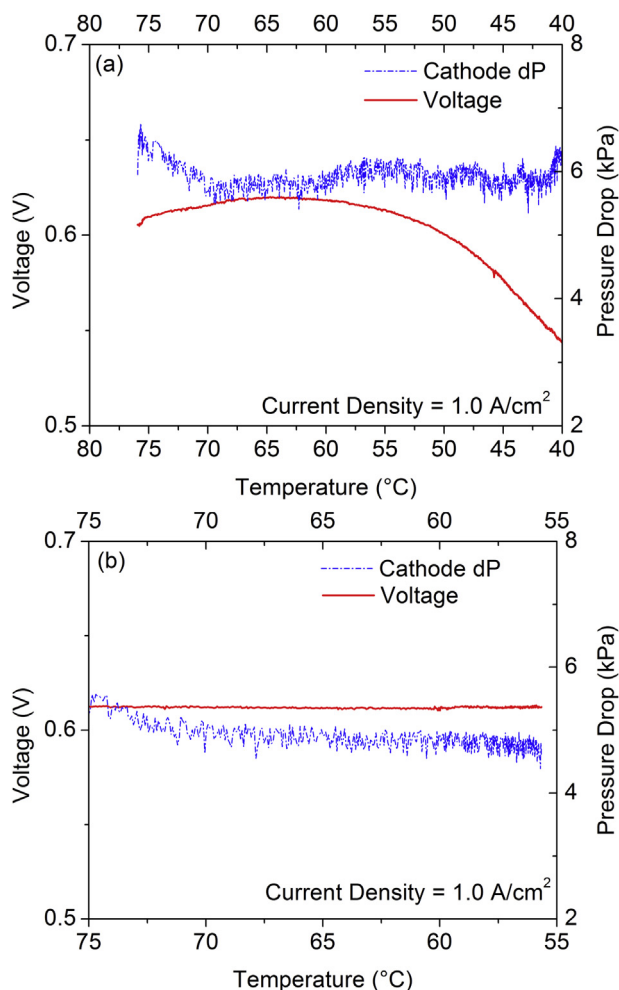 80 75 70 65 60 55 50 45 40
0.7 8
(a)
Cathode dP
Voltage
Voltage (V)
0.6 6
Pressure Drop (kPa)
4
Current Density = 1.0 A/cm²
0.5 2
80 75 70 65 60 55 50 45 40
Temperature (°C)
75 70 65 60 55
0.7 8
(b)
Cathode dP
Voltage
Voltage (V)
6
0.6
Pressure Drop (kPa)
4
Current Density = 1.0 A/cm²
0.5 2
75 70 65 60 55
Temperature (°C)